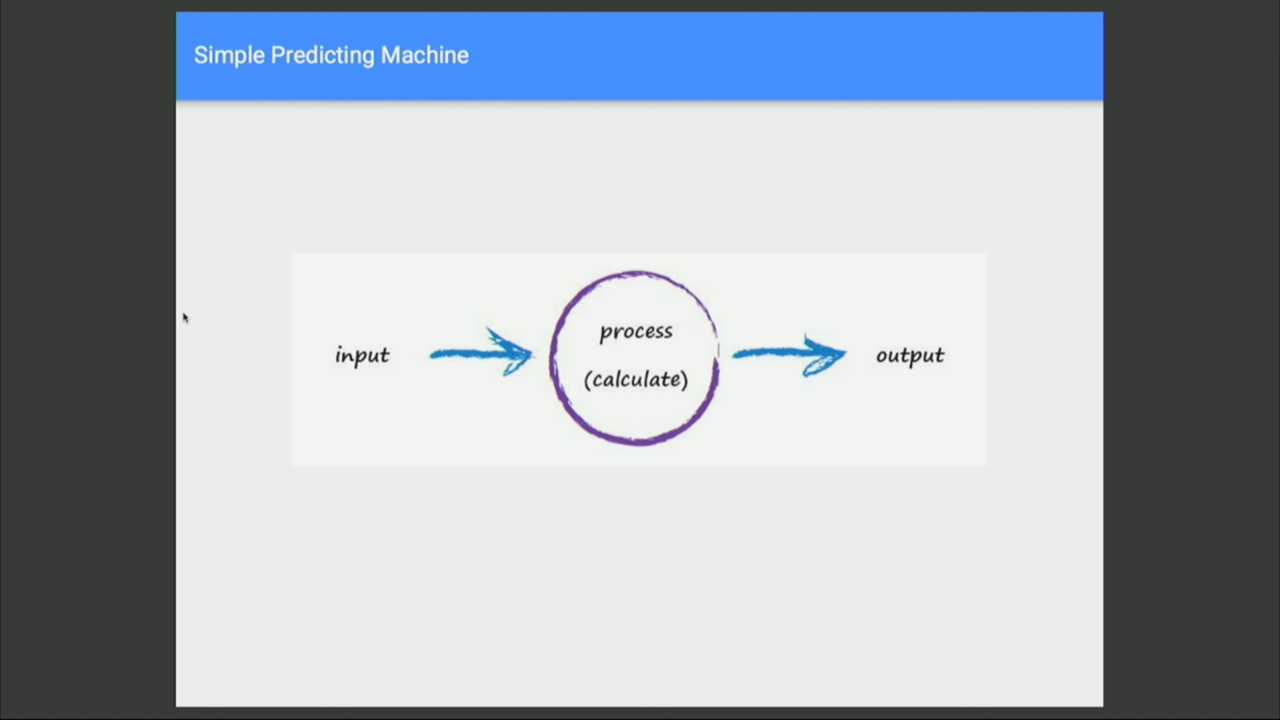 Simple Predicting Machine
input
process
(calculate)
output